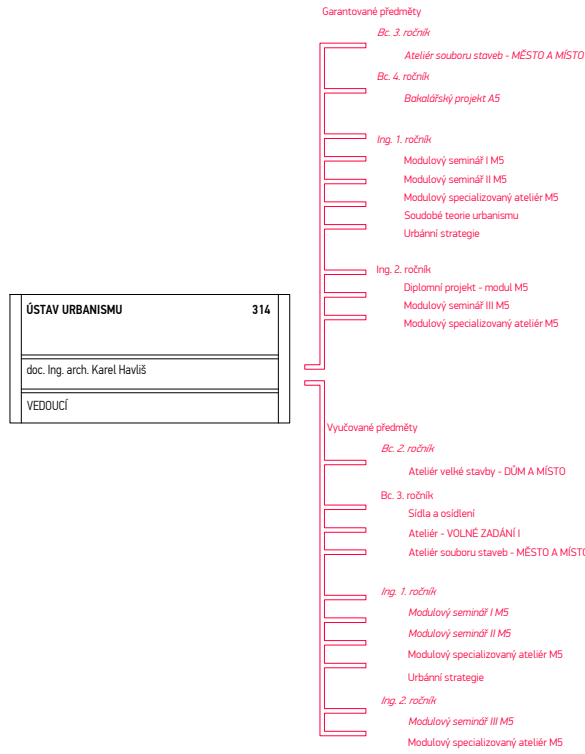 Garantované předměty
Bc. 3. ročník
Ateliér souboru staveb - MĚSTO A MÍSTO
Bc. 4. ročník
Bakalářský projekt A5
Ing. 1. ročník
Modulový seminář I M5
Modulový seminář II M5
Modulový specializovaný ateliér M5
Soudobé teorie urbanismu
Urbánní strategie
Ing. 2. ročník
Diplomní projekt - modul M5
Modulový seminář III M5
Modulový specializovaný ateliér M5
ÚSTAV URBANISMU 314
doc. Ing. arch. Karel Havliš
VEDOUCÍ
Vyučované předměty
Bc. 2. ročník
Ateliér velké stavby - DŮM A MÍSTO
Bc. 3. ročník
Sídla a osídlení
Ateliér - VOLNÉ ZADÁNÍ I
Ateliér souboru staveb - MĚSTO A MÍSTO
Ing. 1. ročník
Modulový seminář I M5
Modulový seminář II M5
Modulový specializovaný ateliér M5
Urbánní strategie
Ing. 2. ročník
Modulový seminář III M5
Modulový specializovaný ateliér M5